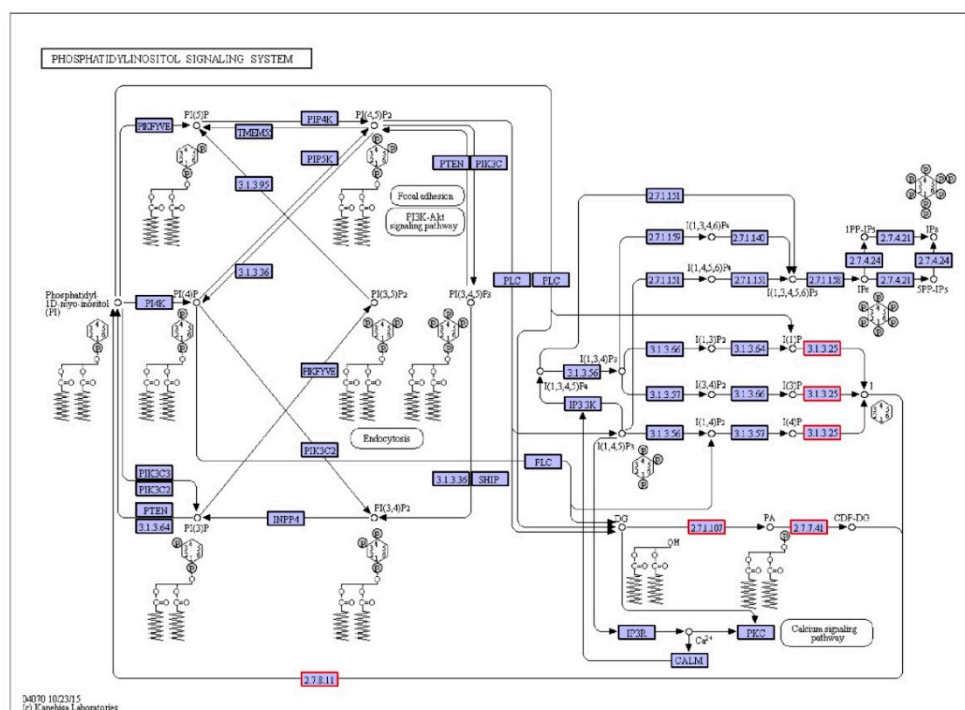 PHOSPHATIDYLINOSITOL SIGNALING SYSTEM
PIKFYVE
PI(5)P
PIP4K
TMEM55
PI(4,5)P2
PIP5K
PTEN
PIK3C
3.1.3.95
Focal adhesion
PI3K-Akt
signaling pathway
3.1.3.36
Phosphatidyl-
1D-myo-inositol
(PI)
PI4K
PI(4)P
PI(3,5)P2
PI(3,4,5)P3
PIKFYVE
Endocytosis
PIK3C2
PIK3C3
PIK3C2
PTEN
3.1.3.64
PI(3)P
INPP4
PI(3,4)P2
3.1.3.36
SHIP
PLC
PLC
PLC
2.7.1.151
I(1,3,4,6)P4
2.7.1.159
2.7.1.140
I(1,4,5,6)P4
2.7.1.151
2.7.1.151
I(1,3,4,5,6)P5
2.7.1.158
1PP-IP5
2.7.4.21
IP8
2.7.4.24
2.7.4.24
IP6
2.7.4.21
5PP-IP5
I(1,3,4)P3
3.1.3.56
I(1,3,4,5)P4
IP3 3K
3.1.3.66
I(1,3)P2
3.1.3.64
I(1)P
3.1.3.25
3.1.3.57
I(3,4)P2
3.1.3.66
I(3)P
3.1.3.25
I
I(1,4,5)P3
3.1.3.56
I(1,4)P2
3.1.3.57
I(4)P
3.1.3.25
DG
2.7.1.107
PA
2.7.7.41
CDP-DG
OH
IP3R
Ca2+
PKC
CALM
Calcium signaling
pathway
2.7.8.11
04070 10/23/15
(c) Kanehisa Laboratories